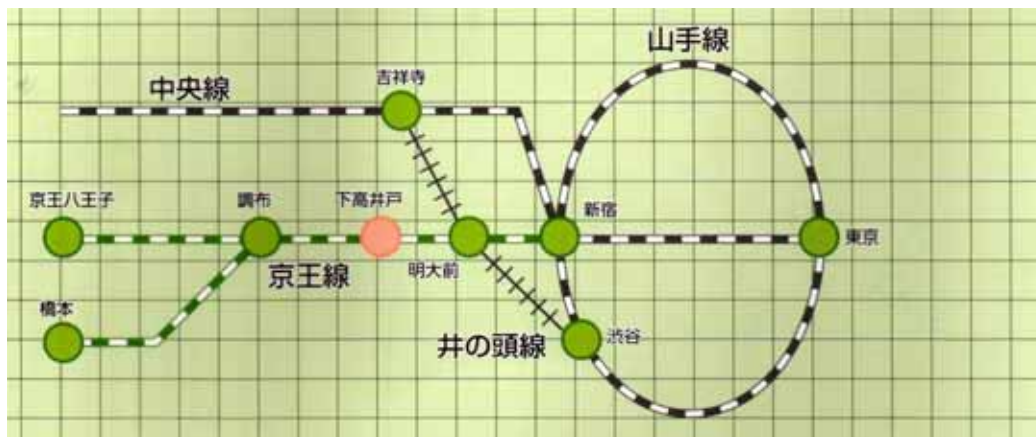 山手線
吉祥寺
中央線
京王八王子
調布
下高井戸
新宿
東京
明大前
京王線
橋本
井の頭線
渋谷